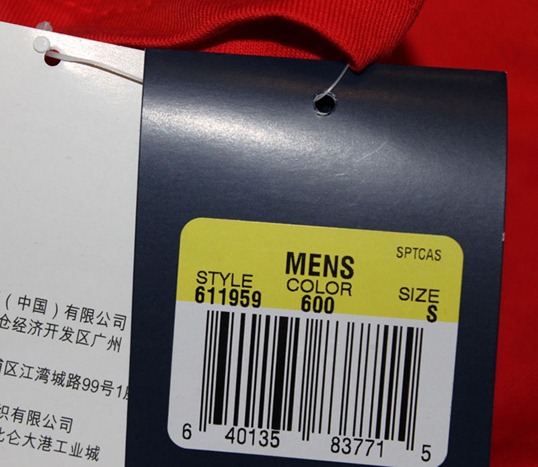 （中国）有限公司
仓经济开发区广州
区江湾城路99号1
织有限公司
仑大港工业城
SPTCAS
MENS
STYLE COLOR SIZE
611959 600 S
6 40135 83771 5